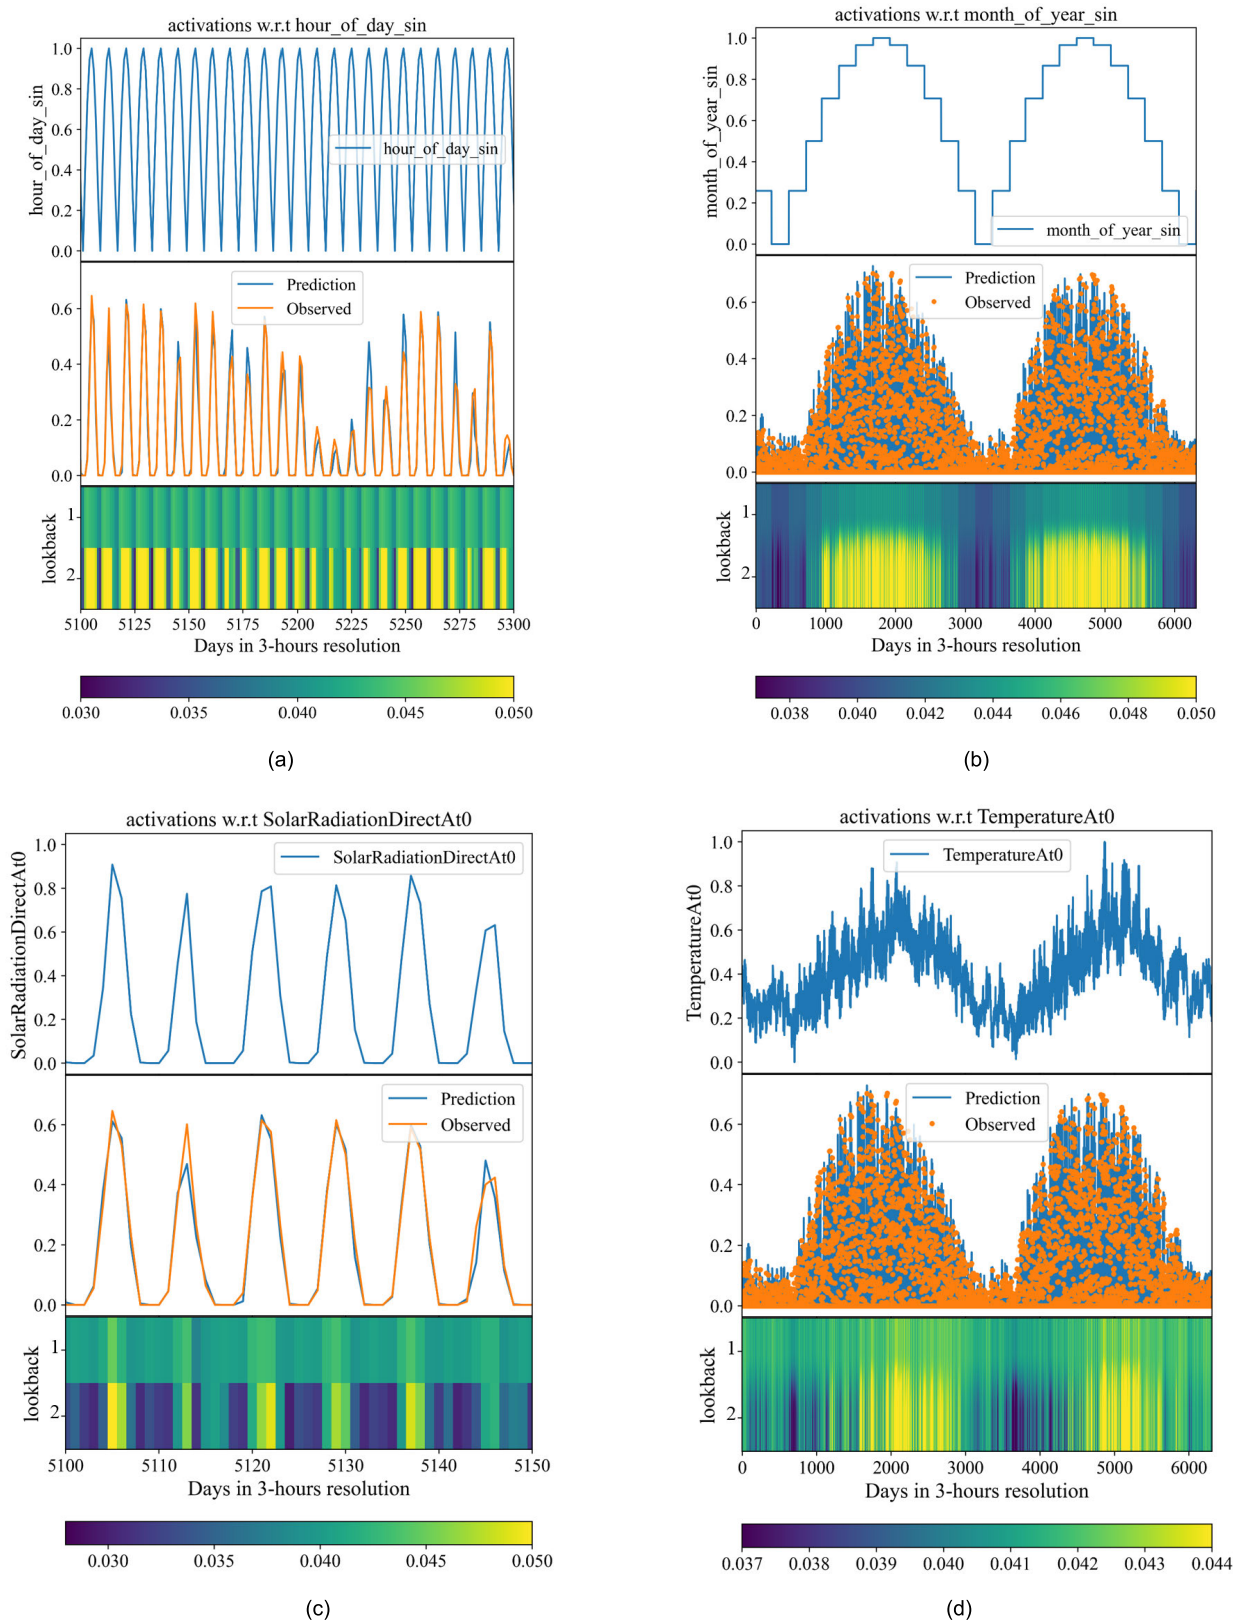 activations w.r.t hour_of_day_sin
1.0
0.8
0.6
0.4
0.2
0.0
hour_of_day_sin
hour_of_day_sin
Prediction
Observed
0.6
0.4
0.2
0.0
lookback
1
2
5100 5125 5150 5175 5200 5225 5250 5275 5300
Days in 3-hours resolution
0.030 0.035 0.040 0.045 0.050
(a)
activations w.r.t month_of_year_sin
1.0
0.8
0.6
0.4
0.2
0.0
month_of_year_sin
month_of_year_sin
Prediction
Observed
0.6
0.4
0.2
0.0
lookback
1
2
0 1000 2000 3000 4000 5000 6000
Days in 3-hours resolution
0.038 0.040 0.042 0.044 0.046 0.048 0.050
(b)
activations w.r.t SolarRadiationDirectAt0
1.0
0.8
0.6
0.4
0.2
0.0
SolarRadiationDirectAt0
SolarRadiationDirectAt0
Prediction
Observed
0.6
0.4
0.2
0.0
lookback
1
2
5100 5110 5120 5130 5140 5150
Days in 3-hours resolution
0.030 0.035 0.040 0.045 0.050
(c)
activations w.r.t TemperatureAt0
1.0
0.8
0.6
0.4
0.2
0.0
TemperatureAt0
TemperatureAt0
Prediction
Observed
0.6
0.4
0.2
0.0
lookback
1
2
0 1000 2000 3000 4000 5000 6000
Days in 3-hours resolution
0.037 0.038 0.039 0.040 0.041 0.042 0.043 0.044
(d)